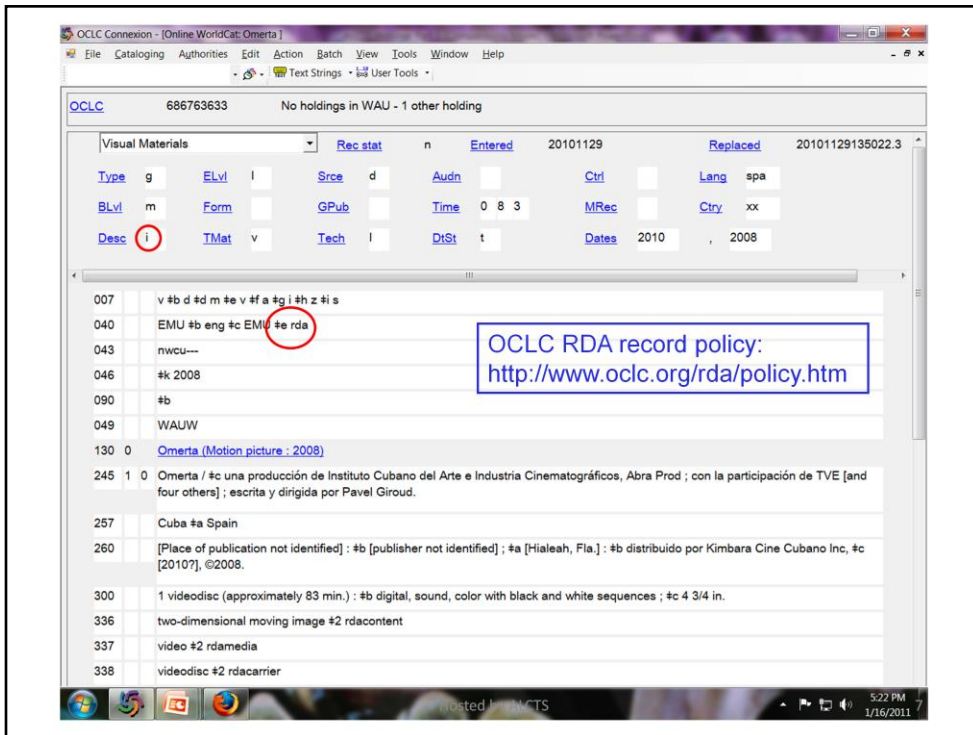 OCLC Connexion - [Online WorldCat: Omerta ]
File Cataloging Authorities Edit Action Batch View Tools Window Help
Text Strings User Tools
OCLC 686763633 No holdings in WAU - 1 other holding
Visual Materials Rec stat n Entered 20101129 Replaced 20101129135022.3
Type g ELvl I Srce d Audn Ctrl Lang spa
BLvl m Form GPub Time 0 8 3 MRec Ctry xx
Desc i TMat v Tech l DtSt t Dates 2010 , 2008
007 v ‡b d ‡d m ‡e v ‡f a ‡g i ‡h z ‡i s
040 EMU ‡b eng ‡c EMU ‡e rda
043 nwcu---
046 ‡k 2008
090 ‡b
049 WAUW
OCLC RDA record policy:
http://www.oclc.org/rda/policy.htm
130 0 Omerta (Motion picture : 2008)
245 1 0 Omerta / ‡c una producción de Instituto Cubano del Arte e Industria Cinematográficos, Abra Prod ; con la participación de TVE [and
four others] ; escrita y dirigida por Pavel Giroud.
257 Cuba ‡a Spain
260 [Place of publication not identified] : ‡b [publisher not identified] ; ‡a [Hialeah, Fla.] : ‡b distribuido por Kimbara Cine Cubano Inc, ‡c
[2010?], ©2008.
300 1 videodisc (approximately 83 min.) : ‡b digital, sound, color with black and white sequences ; ‡c 4 3/4 in.
336 two-dimensional moving image ‡2 rdacontent
337 video ‡2 rdamedia
338 videodisc ‡2 rdacarrier
Hosted by ALCTS
5:22 PM
1/16/2011
7